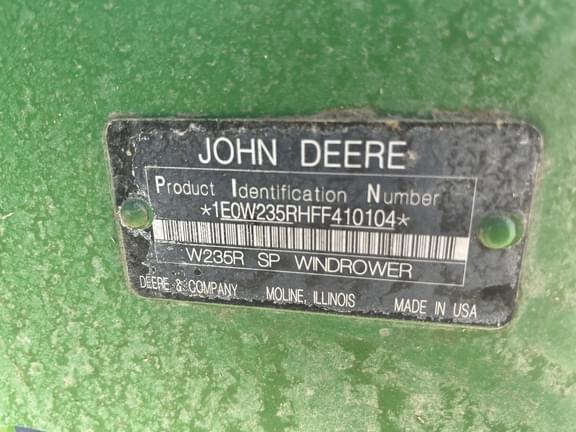 JOHN DEERE
Product Identification Number
*1E0W235RHFF410104*
W235R SP WINDROWER
DEERE & COMPANY MOLINE, ILLINOIS MADE IN USA